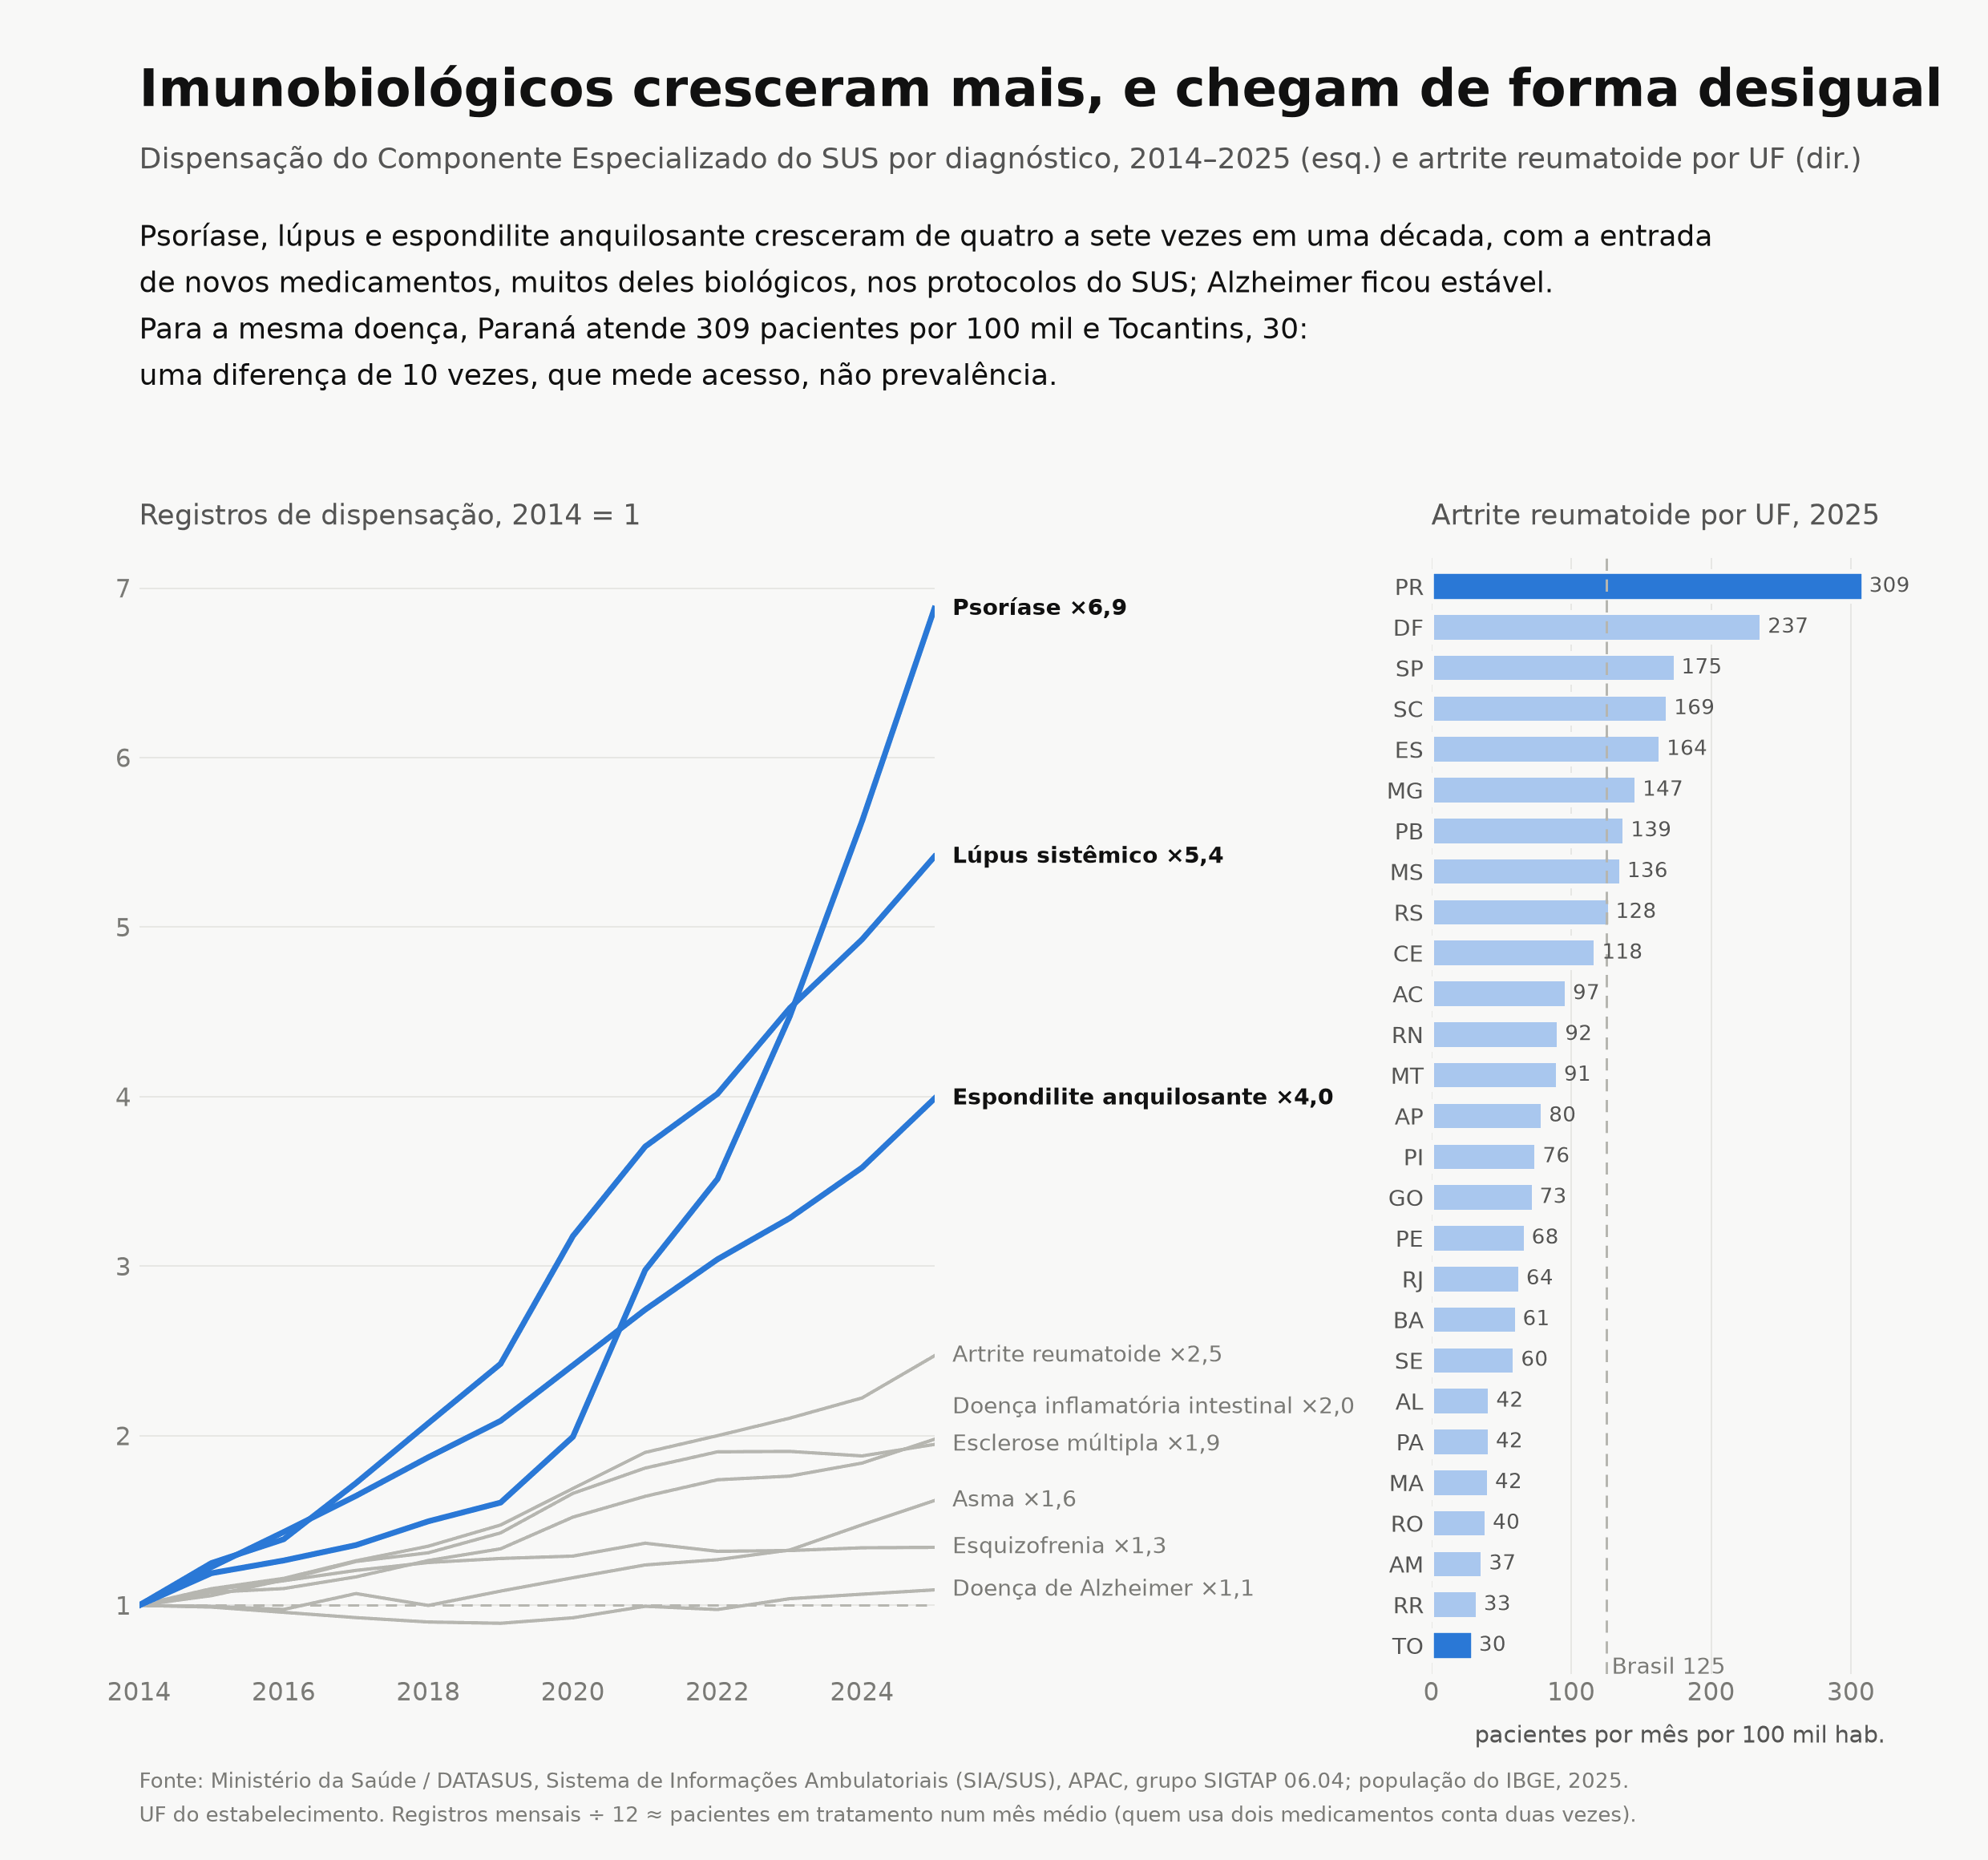 Imunobiológicos cresceram mais, e chegam de forma desigual
Dispensação do Componente Especializado do SUS por diagnóstico, 2014–2025 (esq.) e artrite reumatoide por UF (dir.)
Psoríase, lúpus e espondilite anquilosante cresceram de quatro a sete vezes em uma década, com a entrada
de novos medicamentos, muitos deles biológicos, nos protocolos do SUS; Alzheimer ficou estável.
Para a mesma doença, Paraná atende 309 pacientes por 100 mil e Tocantins, 30:
uma diferença de 10 vezes, que mede acesso, não prevalência.
Registros de dispensação, 2014 = 1
7
6
5
4
3
2
1
Psoríase ×6,9
Lúpus sistêmico ×5,4
Espondilite anquilosante ×4,0
Artrite reumatoide ×2,5
Doença inflamatória intestinal ×2,0
Esclerose múltipla ×1,9
Asma ×1,6
Esquizofrenia ×1,3
Doença de Alzheimer ×1,1
2014 2016 2018 2020 2022 2024
Artrite reumatoide por UF, 2025
PR 309
DF 237
SP 175
SC 169
ES 164
MG 147
PB 139
MS 136
RS 128
CE 118
AC 97
RN 92
MT 91
AP 80
PI 76
GO 73
PE 68
RJ 64
BA 61
SE 60
AL 42
PA 42
MA 42
RO 40
AM 37
RR 33
TO 30
Brasil 125
0 100 200 300
pacientes por mês por 100 mil hab.
Fonte: Ministério da Saúde / DATASUS, Sistema de Informações Ambulatoriais (SIA/SUS), APAC, grupo SIGTAP 06.04; população do IBGE, 2025.
UF do estabelecimento. Registros mensais ÷ 12 ≈ pacientes em tratamento num mês médio (quem usa dois medicamentos conta duas vezes).